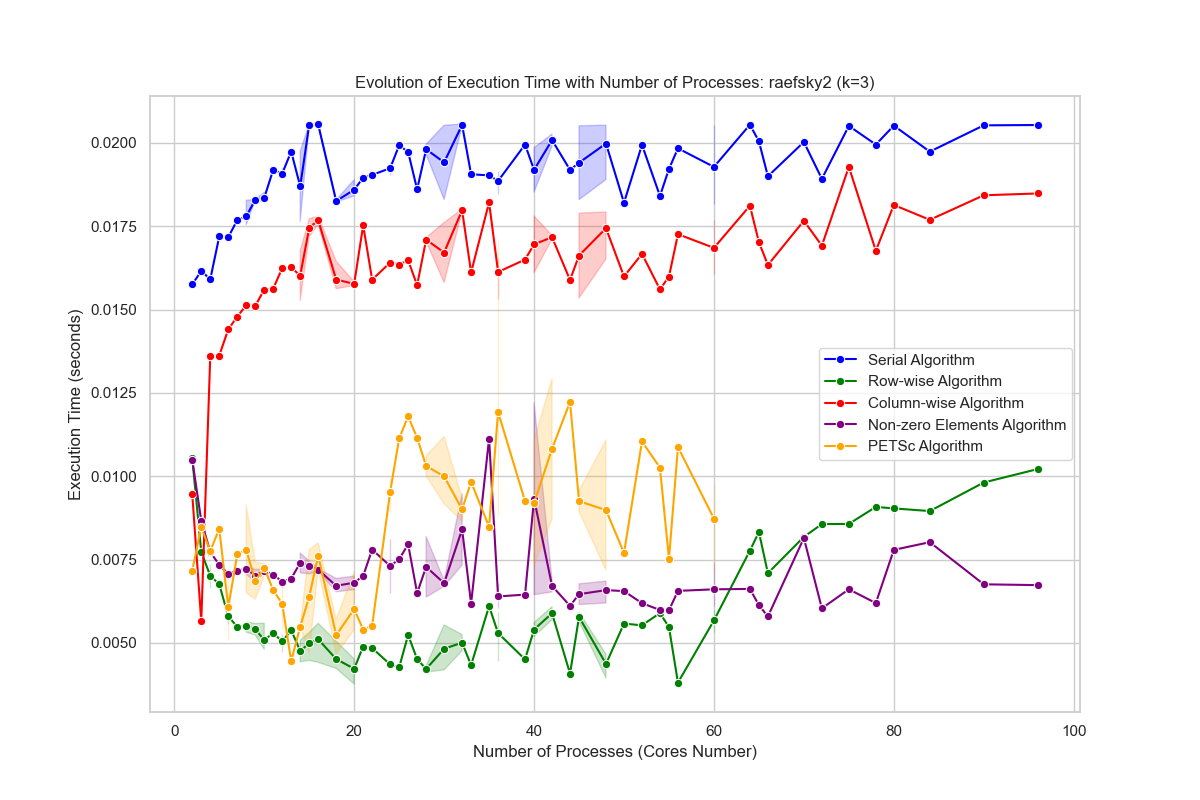 Evolution of Execution Time with Number of Processes: raefsky2 (k=3)
Execution Time (seconds)
0.0200
0.0175
0.0150
0.0125
0.0100
0.0075
0.0050
Serial Algorithm
Row-wise Algorithm
Column-wise Algorithm
Non-zero Elements Algorithm
PETSc Algorithm
0 20 40 60 80 100
Number of Processes (Cores Number)